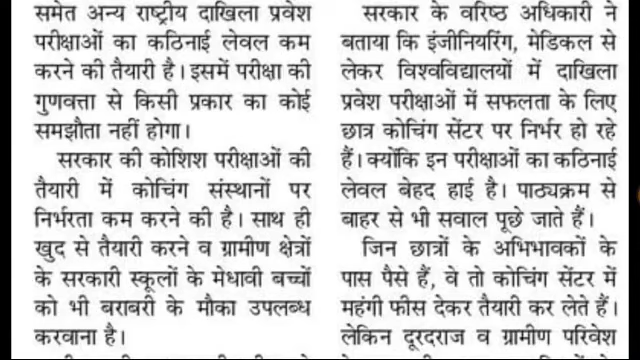 समेत अन्य राष्ट्रीय दाखिला प्रवेश
परीक्षाओं का कठिनाई लेवल कम
करने की तैयारी है। इसमें परीक्षा की
गुणवत्ता से किसी प्रकार का कोई
समझौता नहीं होगा।
सरकार की कोशिश परीक्षाओं की
तैयारी में कोचिंग संस्थानों पर
निर्भरता कम करने की है। साथ ही
खुद से तैयारी करने व ग्रामीण क्षेत्रों
के सरकारी स्कूलों के मेधावी बच्चों
को भी बराबरी के मौका उपलब्ध
करवाना है।
सरकार के वरिष्ठ अधिकारी ने
बताया कि इंजीनियरिंग, मेडिकल से
लेकर विश्वविद्यालयों में दाखिला
प्रवेश परीक्षाओं में सफलता के लिए
छात्र कोचिंग सेंटर पर निर्भर हो रहे
हैं। क्योंकि इन परीक्षाओं का कठिनाई
लेवल बेहद हाई है। पाठ्यक्रम से
बाहर से भी सवाल पूछे जाते हैं।
जिन छात्रों के अभिभावकों के
पास पैसे हैं, वे तो कोचिंग सेंटर में
महंगी फीस देकर तैयारी कर लेते हैं।
लेकिन दूरदराज व ग्रामीण परिवेश